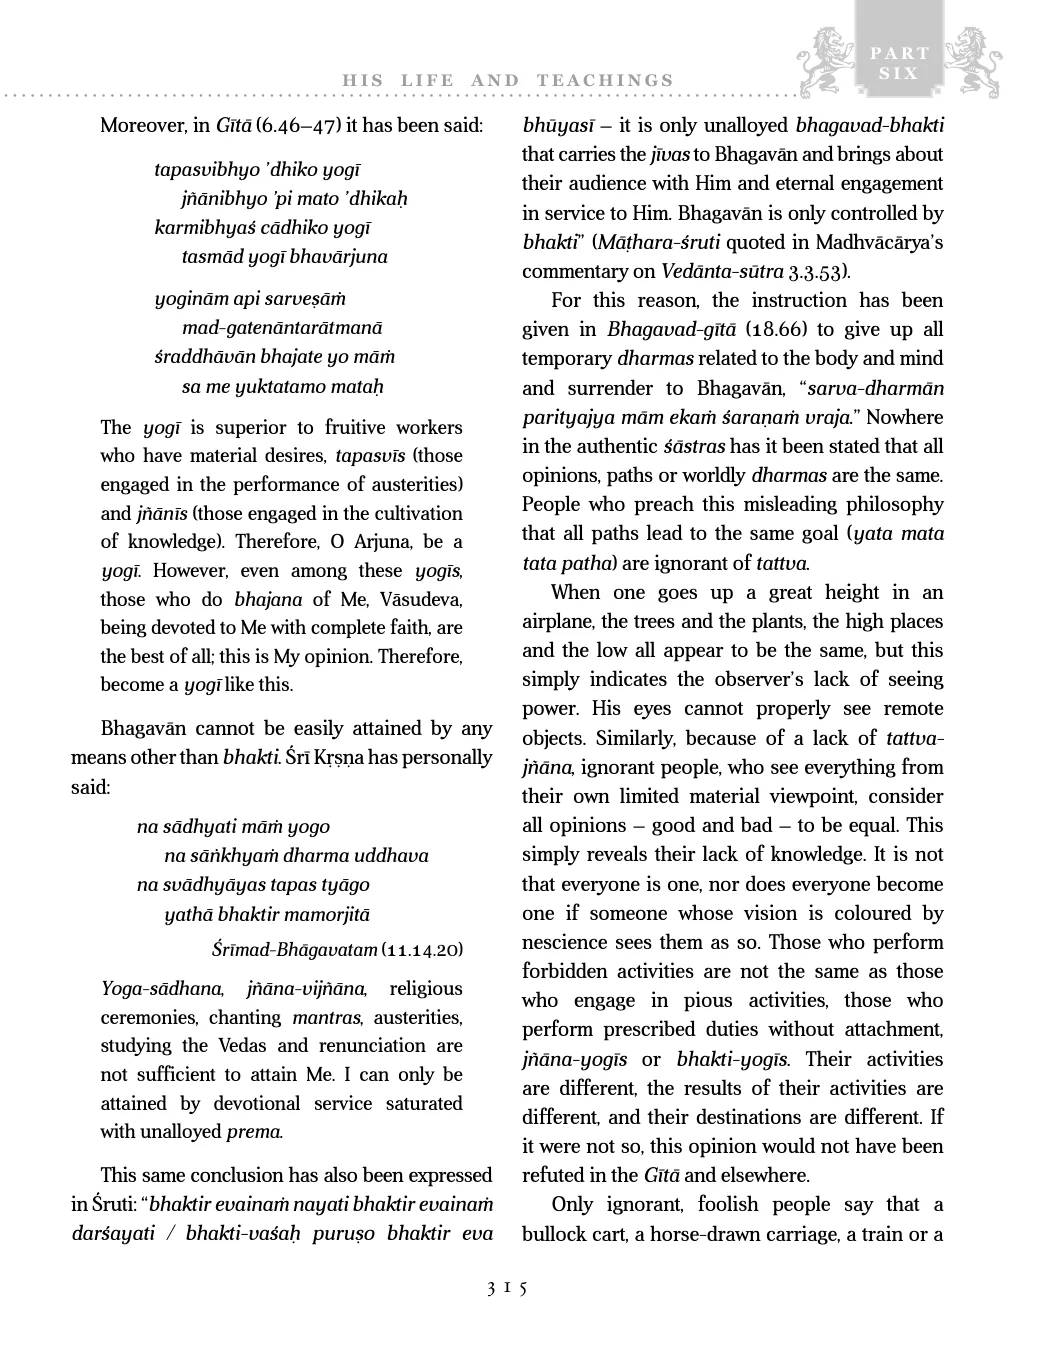 PART
SIX
HIS LIFE AND TEACHINGS
Moreover, in Gītā (6.46–47) it has been said:
tapasvibhyo ’dhiko yogī
jñānibhyo ’pi mato ’dhikaḥ
karmibhyaś cādhiko yogī
tasmād yogī bhavārjuna
yoginām api sarveṣāṁ
mad-gatenāntarātmanā
śraddhāvān bhajate yo māṁ
sa me yuktatamo mataḥ
The yogī is superior to fruitive workers
who have material desires, tapasvīs (those
engaged in the performance of austerities)
and jñānīs (those engaged in the cultivation
of knowledge). Therefore, O Arjuna, be a
yogī. However, even among these yogīs,
those who do bhajana of Me, Vāsudeva,
being devoted to Me with complete faith, are
the best of all; this is My opinion. Therefore,
become a yogī like this.
Bhagavān cannot be easily attained by any
means other than bhakti. Śrī Kṛṣṇa has personally
said:
na sādhyati māṁ yogo
na sāṅkhyaṁ dharma uddhava
na svādhyāyas tapas tyāgo
yathā bhaktir mamorjitā
Śrīmad-Bhāgavatam (11.14.20)
Yoga-sādhana, jñāna-vijñāna, religious
ceremonies, chanting mantras, austerities,
studying the Vedas and renunciation are
not sufficient to attain Me. I can only be
attained by devotional service saturated
with unalloyed prema.
This same conclusion has also been expressed
in Śruti: “bhaktir evainaṁ nayati bhaktir evainaṁ
darśayati / bhakti-vaśaḥ puruṣo bhaktir eva
bhūyasī – it is only unalloyed bhagavad-bhakti
that carries the jīvas to Bhagavān and brings about
their audience with Him and eternal engagement
in service to Him. Bhagavān is only controlled by
bhakti” (Māṭhara-śruti quoted in Madhvācārya’s
commentary on Vedānta-sūtra 3.3.53).
For this reason, the instruction has been
given in Bhagavad-gītā (18.66) to give up all
temporary dharmas related to the body and mind
and surrender to Bhagavān, “sarva-dharmān
parityajya mām ekaṁ śaraṇaṁ vraja.” Nowhere
in the authentic śāstras has it been stated that all
opinions, paths or worldly dharmas are the same.
People who preach this misleading philosophy
that all paths lead to the same goal (yata mata
tata patha) are ignorant of tattva.
When one goes up a great height in an
airplane, the trees and the plants, the high places
and the low all appear to be the same, but this
simply indicates the observer’s lack of seeing
power. His eyes cannot properly see remote
objects. Similarly, because of a lack of tattva-
jñāna, ignorant people, who see everything from
their own limited material viewpoint, consider
all opinions – good and bad – to be equal. This
simply reveals their lack of knowledge. It is not
that everyone is one, nor does everyone become
one if someone whose vision is coloured by
nescience sees them as so. Those who perform
forbidden activities are not the same as those
who engage in pious activities, those who
perform prescribed duties without attachment,
jñāna-yogīs or bhakti-yogīs. Their activities
are different, the results of their activities are
different, and their destinations are different. If
it were not so, this opinion would not have been
refuted in the Gītā and elsewhere.
Only ignorant, foolish people say that a
bullock cart, a horse-drawn carriage, a train or a
315